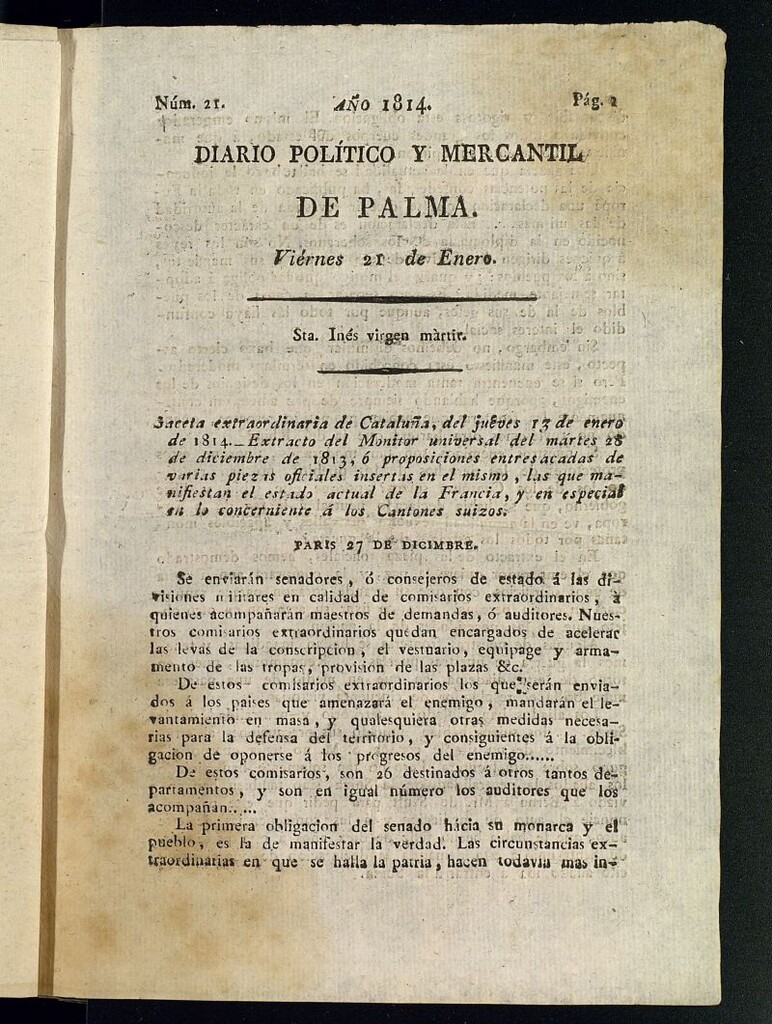 Núm. 21. AÑO 1814. Pág.
DIARIO POLÍTICO Y MERCANTIL
DE PALMA.
Viérnes 21 de Enero.
Sta. Inés virgen màrtir.
Gaceta extraordinaria de Cataluña, del juéves 13 de enero
de 1814._Extracto del Monitor universal del mártes 28
de diciembre de 1813, ó proposiciones entresacadas de
varias piezas oficiales insertas en el mismo, las que ma-
nifiestan el estado actual de la Francia, y en especial
en lo concerniente á los Cantones suizos.
PARIS 27 DE DICIMBRE.
Se enviarán senadores, ó consejeros de estado á las di-
visiones militares en calidad de comisarios extraordinarios, à
quienes acompañarán maestros de demandas, ó auditores. Nues-
tros comisarios extraordinarios quedan encargados de acelerar
las levas de la conscripcion, el vestuario, equipage y arma-
mento de las tropas, provision de las plazas &c.
De estos comisarios extraordinarios los que serán envia-
dos á los paises que amenazará el enemigo, mandarán el le-
vantamiento en masa, y qualesquiera otras medidas necesa-
rias para la defensa del territorio, y consiguientes á la obli-
gacion de oponerse á los progresos del enemigo......
De estos comisarios, son 26 destinados á otros tantos de-
partamentos, y son en igual número los auditores que los
acompañan......
La primera obligacion del senado hácia su monarca y el
pueblo, es la de manifestar la verdad. Las circunstancias ex-
traordinarias en que se halla la patria, hacen todavia mas in-